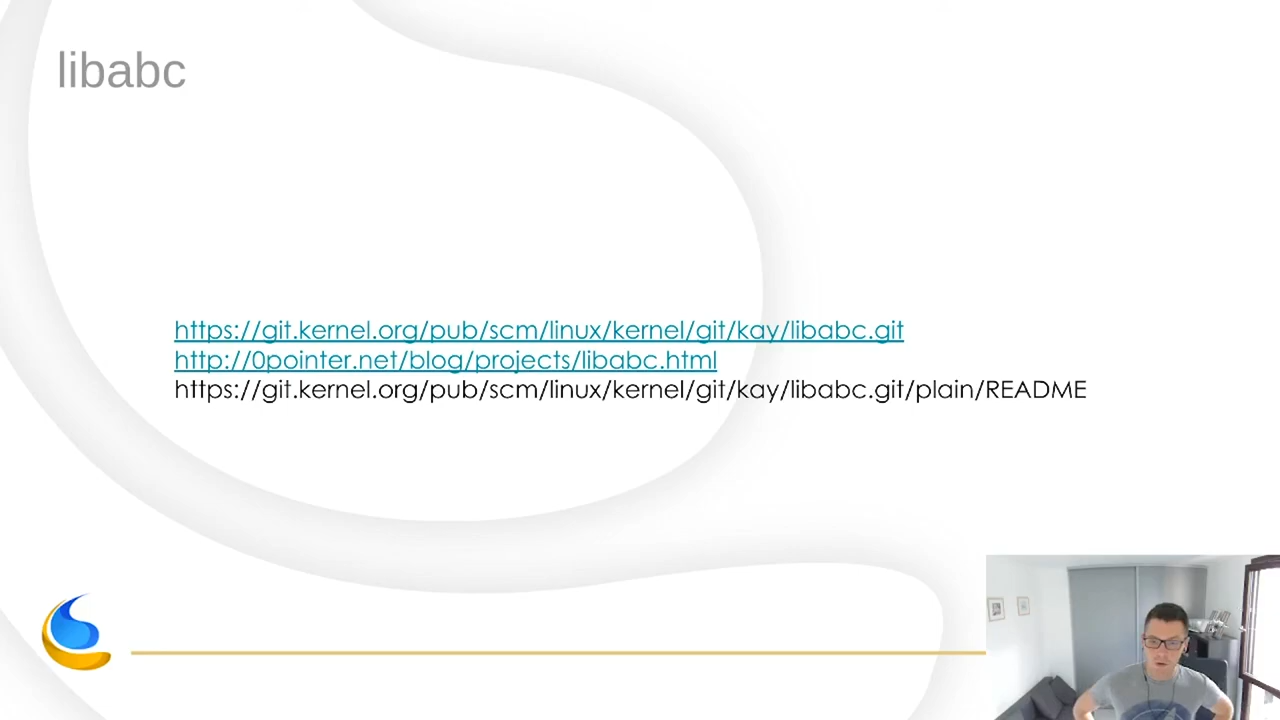 libabc
https://git.kernel.org/pub/scm/linux/kernel/git/kay/libabc.git
http://0pointer.net/blog/projects/libabc.html
https://git.kernel.org/pub/scm/linux/kernel/git/kay/libabc.git/plain/README